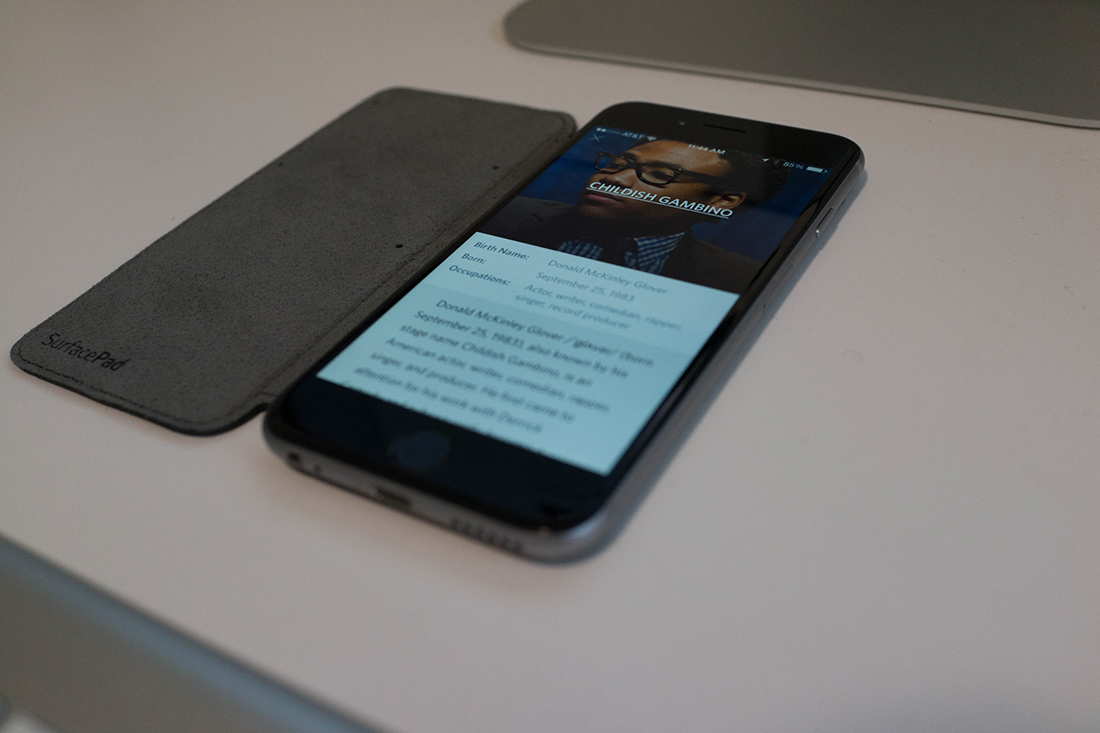 AT&T 11:44 AM 85%
CHILDISH GAMBINO
Birth Name: Donald McKinley Glover
Born: September 25, 1983
Occupations: Actor, writer, comedian, rapper,
singer, record producer
Donald McKinley Glover /ˈɡlʌvər/ (born
September 25, 1983), also known by his
stage name Childish Gambino, is an
American actor, writer, comedian, rapper,
singer, and producer. He first came to
attention for his work with Derrick
SurfacePad